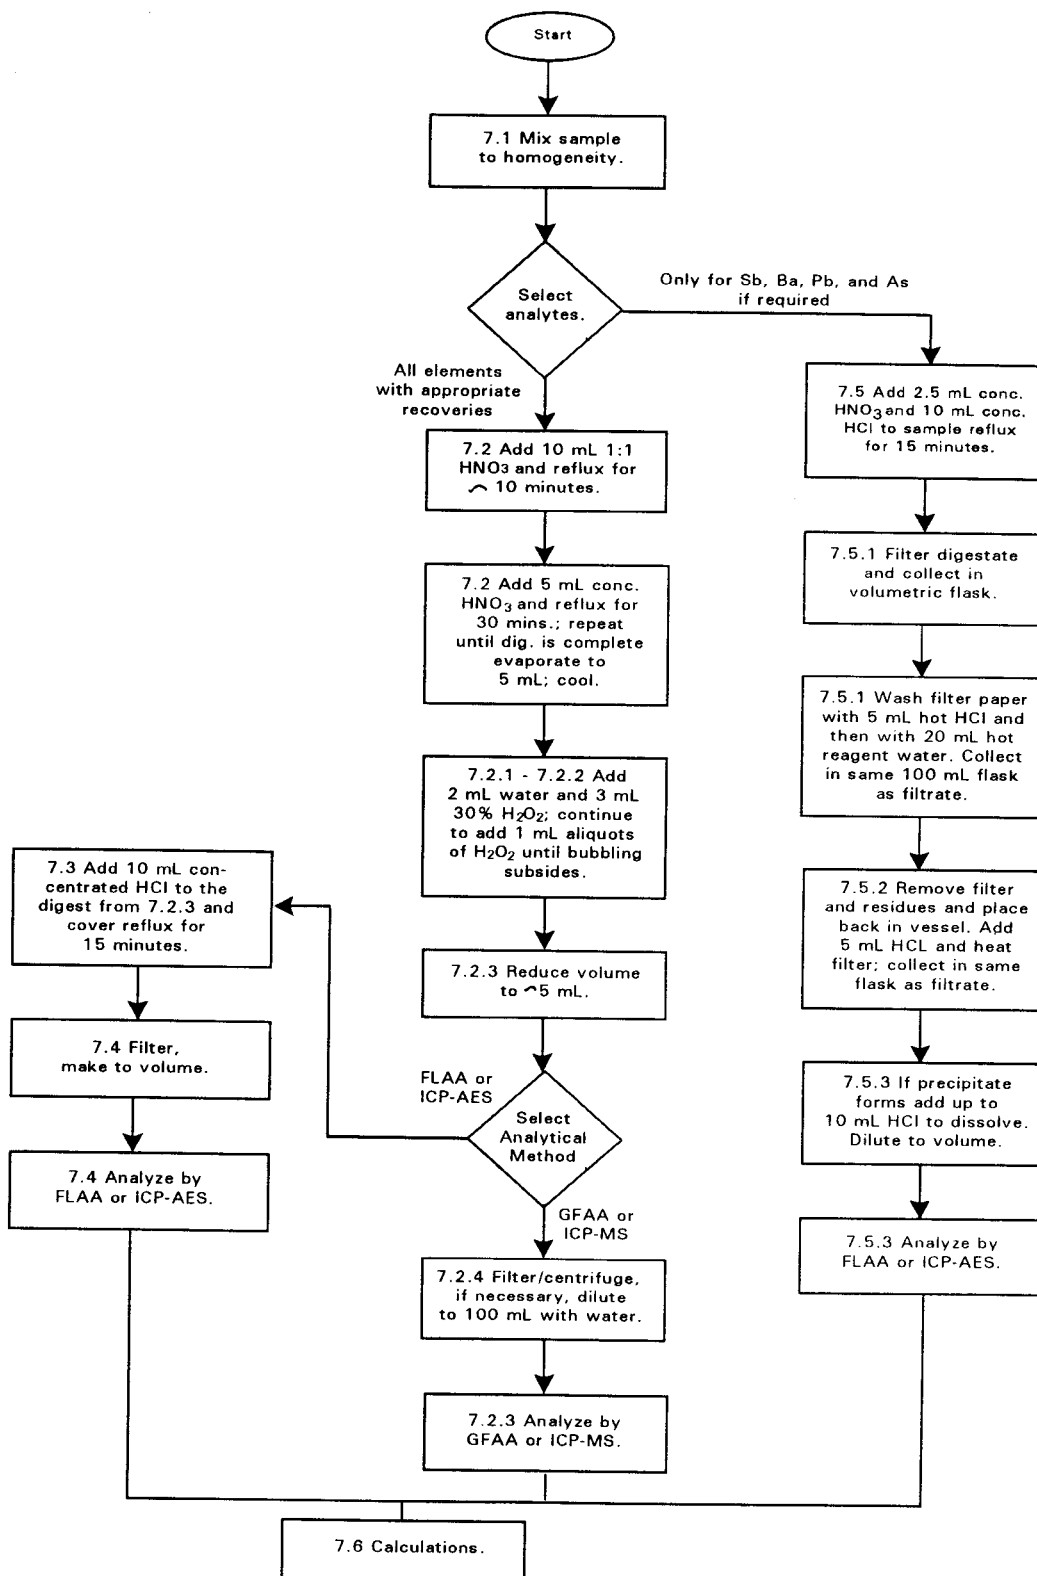 Start
7.1 Mix sample
to homogeneity.
Select
analytes.
Only for Sb, Ba, Pb, and As
if required
All elements
with appropriate
recoveries
7.2 Add 10 mL 1:1
HNO3 and reflux for
~ 10 minutes.
7.2 Add 5 mL conc.
HNO₃ and reflux for
30 mins.; repeat
until dig. is complete
evaporate to
5 mL; cool.
7.2.1 - 7.2.2 Add
2 mL water and 3 mL
30% H₂O₂; continue
to add 1 mL aliquots
of H₂O₂ until bubbling
subsides.
7.2.3 Reduce volume
to ~5 mL.
Select
Analytical
Method
FLAA or
ICP-AES
7.3 Add 10 mL con-
centrated HCl to the
digest from 7.2.3 and
cover reflux for
15 minutes.
7.4 Filter,
make to volume.
7.4 Analyze by
FLAA or ICP-AES.
GFAA or
ICP-MS
7.2.4 Filter/centrifuge,
if necessary, dilute
to 100 mL with water.
7.2.3 Analyze by
GFAA or ICP-MS.
7.5 Add 2.5 mL conc.
HNO₃ and 10 mL conc.
HCl to sample reflux
for 15 minutes.
7.5.1 Filter digestate
and collect in
volumetric flask.
7.5.1 Wash filter paper
with 5 mL hot HCl and
then with 20 mL hot
reagent water. Collect
in same 100 mL flask
as filtrate.
7.5.2 Remove filter
and residues and place
back in vessel. Add
5 mL HCL and heat
filter; collect in same
flask as filtrate.
7.5.3 If precipitate
forms add up to
10 mL HCl to dissolve.
Dilute to volume.
7.5.3 Analyze by
FLAA or ICP-AES.
7.6 Calculations.